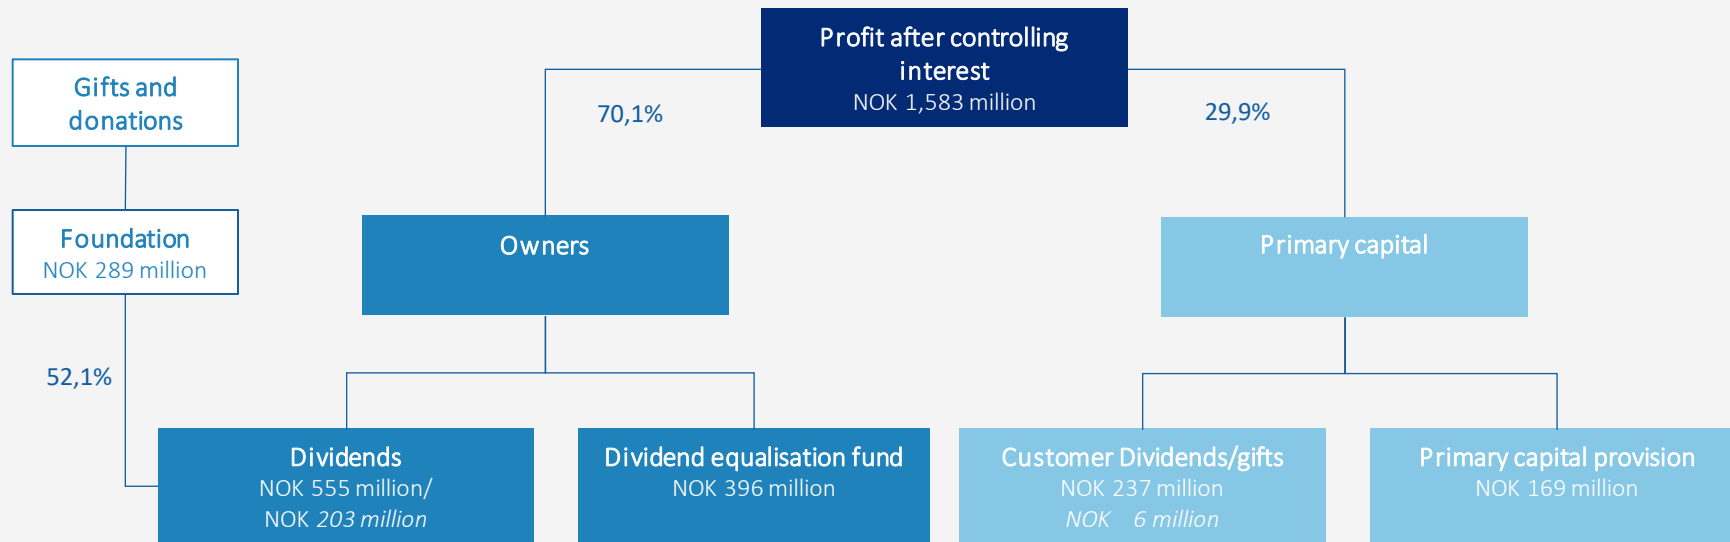 Profit after controlling
interest
NOK 1,583 million
Gifts and
donations
70,1%
29,9%
Foundation
NOK 289 million
Owners
Primary capital
52,1%
Dividends
NOK 555 million/
NOK 203 million
Dividend equalisation fund
NOK 396 million
Customer Dividends/gifts
NOK 237 million
NOK 6 million
Primary capital provision
NOK 169 million